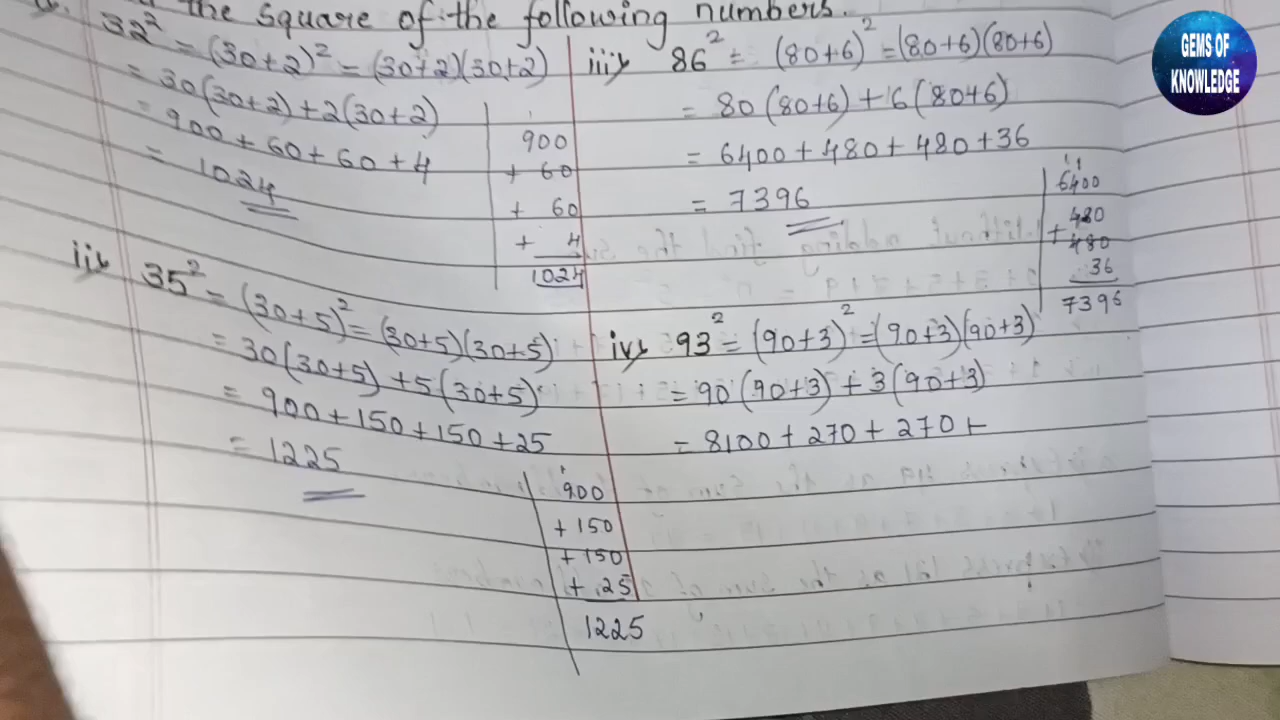 the square of the following numbers.
32² = (30+2)² = (30+2)(30+2)
= 30(30+2) + 2(30+2)
= 900 + 60 + 60 + 4
= 1024
900
+ 60
+ 60
+ 4
1024
ii) 35² = (30+5)² = (30+5)(30+5)
= 30(30+5) + 5(30+5)
= 900 + 150 + 150 + 25
= 1225
900
+ 150
+ 150
+ 25
1225
iii) 86² = (80+6)² = (80+6)(80+6)
= 80(80+6) + 6(80+6)
= 6400 + 480 + 480 + 36
= 7396
6400
480
+ 480
36
7396
iv) 93² = (90+3)² = (90+3)(90+3)
= 90(90+3) + 3(90+3)
= 8100 + 270 + 270 +
GEMS OF
KNOWLEDGE